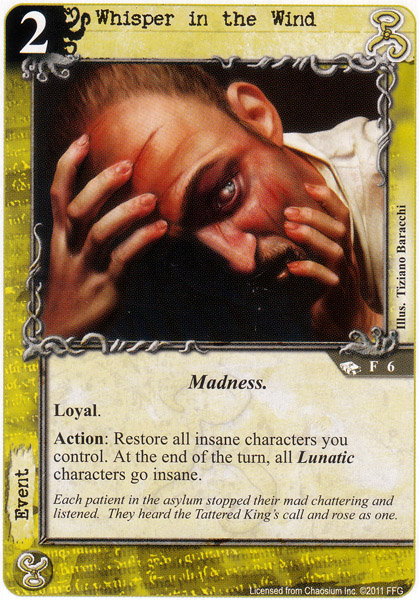 2
Whisper in the Wind
Illus. Tiziano Baracchi
F 6
Madness.
Loyal.
Action: Restore all insane characters you
control. At the end of the turn, all Lunatic
characters go insane.
Each patient in the asylum stopped their mad chattering and
listened. They heard the Tattered King's call and rose as one.
Event
Licensed from Chaosium Inc. ©2011 FFG